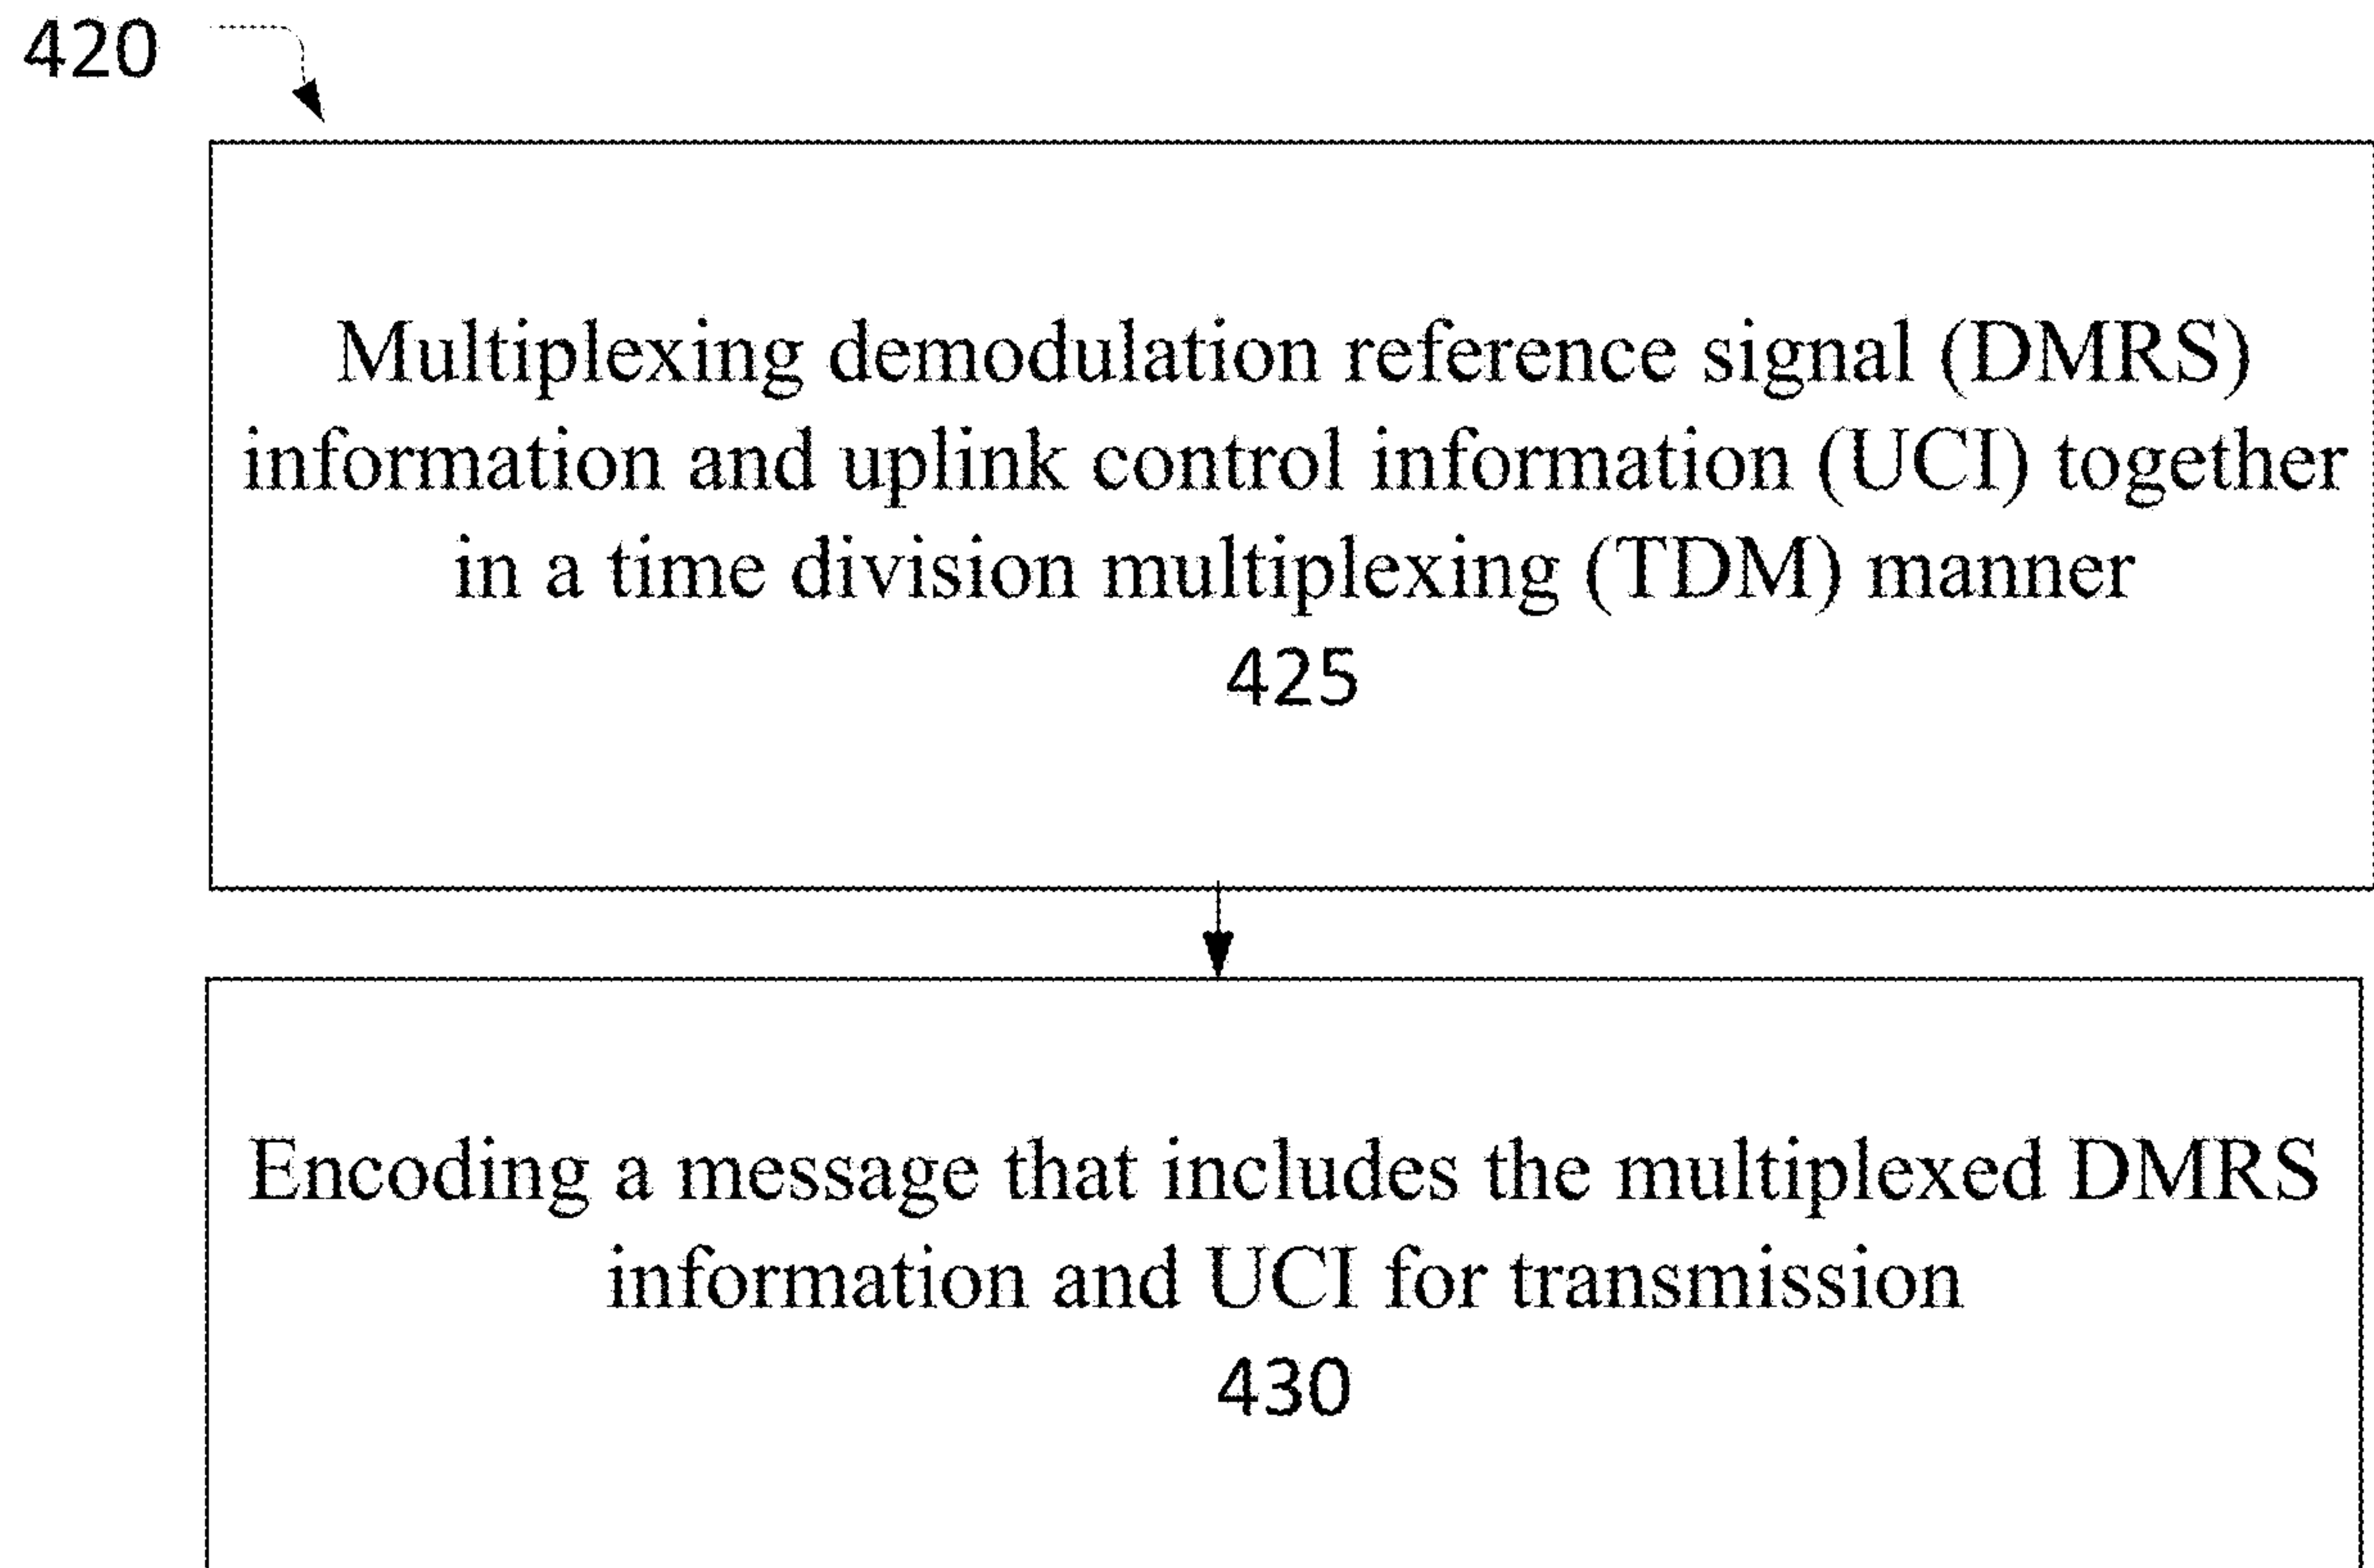 420
Multiplexing demodulation reference signal (DMRS)
information and uplink control information (UCI) together
in a time division multiplexing (TDM) manner
425
Encoding a message that includes the multiplexed DMRS
information and UCI for transmission
430